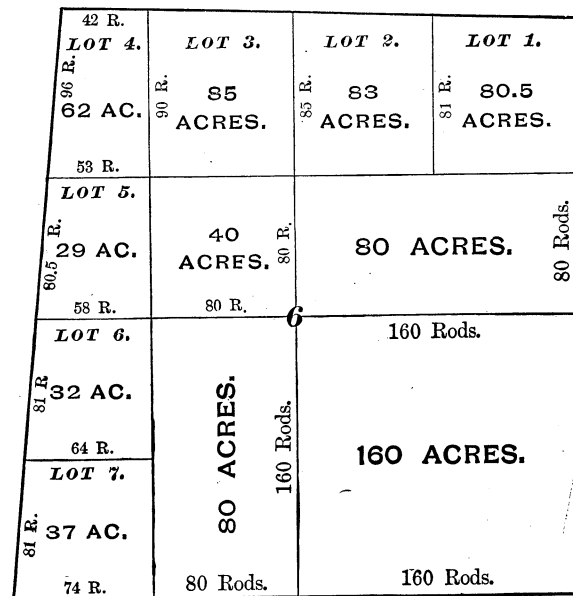 42 R.
LOT 4.
96 R.
62 AC.
53 R.
LOT 3.
90 R.
85
ACRES.
LOT 2.
85 R.
83
ACRES.
LOT 1.
81 R.
80.5
ACRES.
LOT 5.
80.5 R.
29 AC.
58 R.
40
ACRES.
80 R.
80 R.
80 ACRES.
80 Rods.
6
LOT 6.
81 R
32 AC.
64 R.
LOT 7.
81 R.
37 AC.
74 R.
80 ACRES.
160 Rods.
80 Rods.
160 Rods.
160 ACRES.
160 Rods.